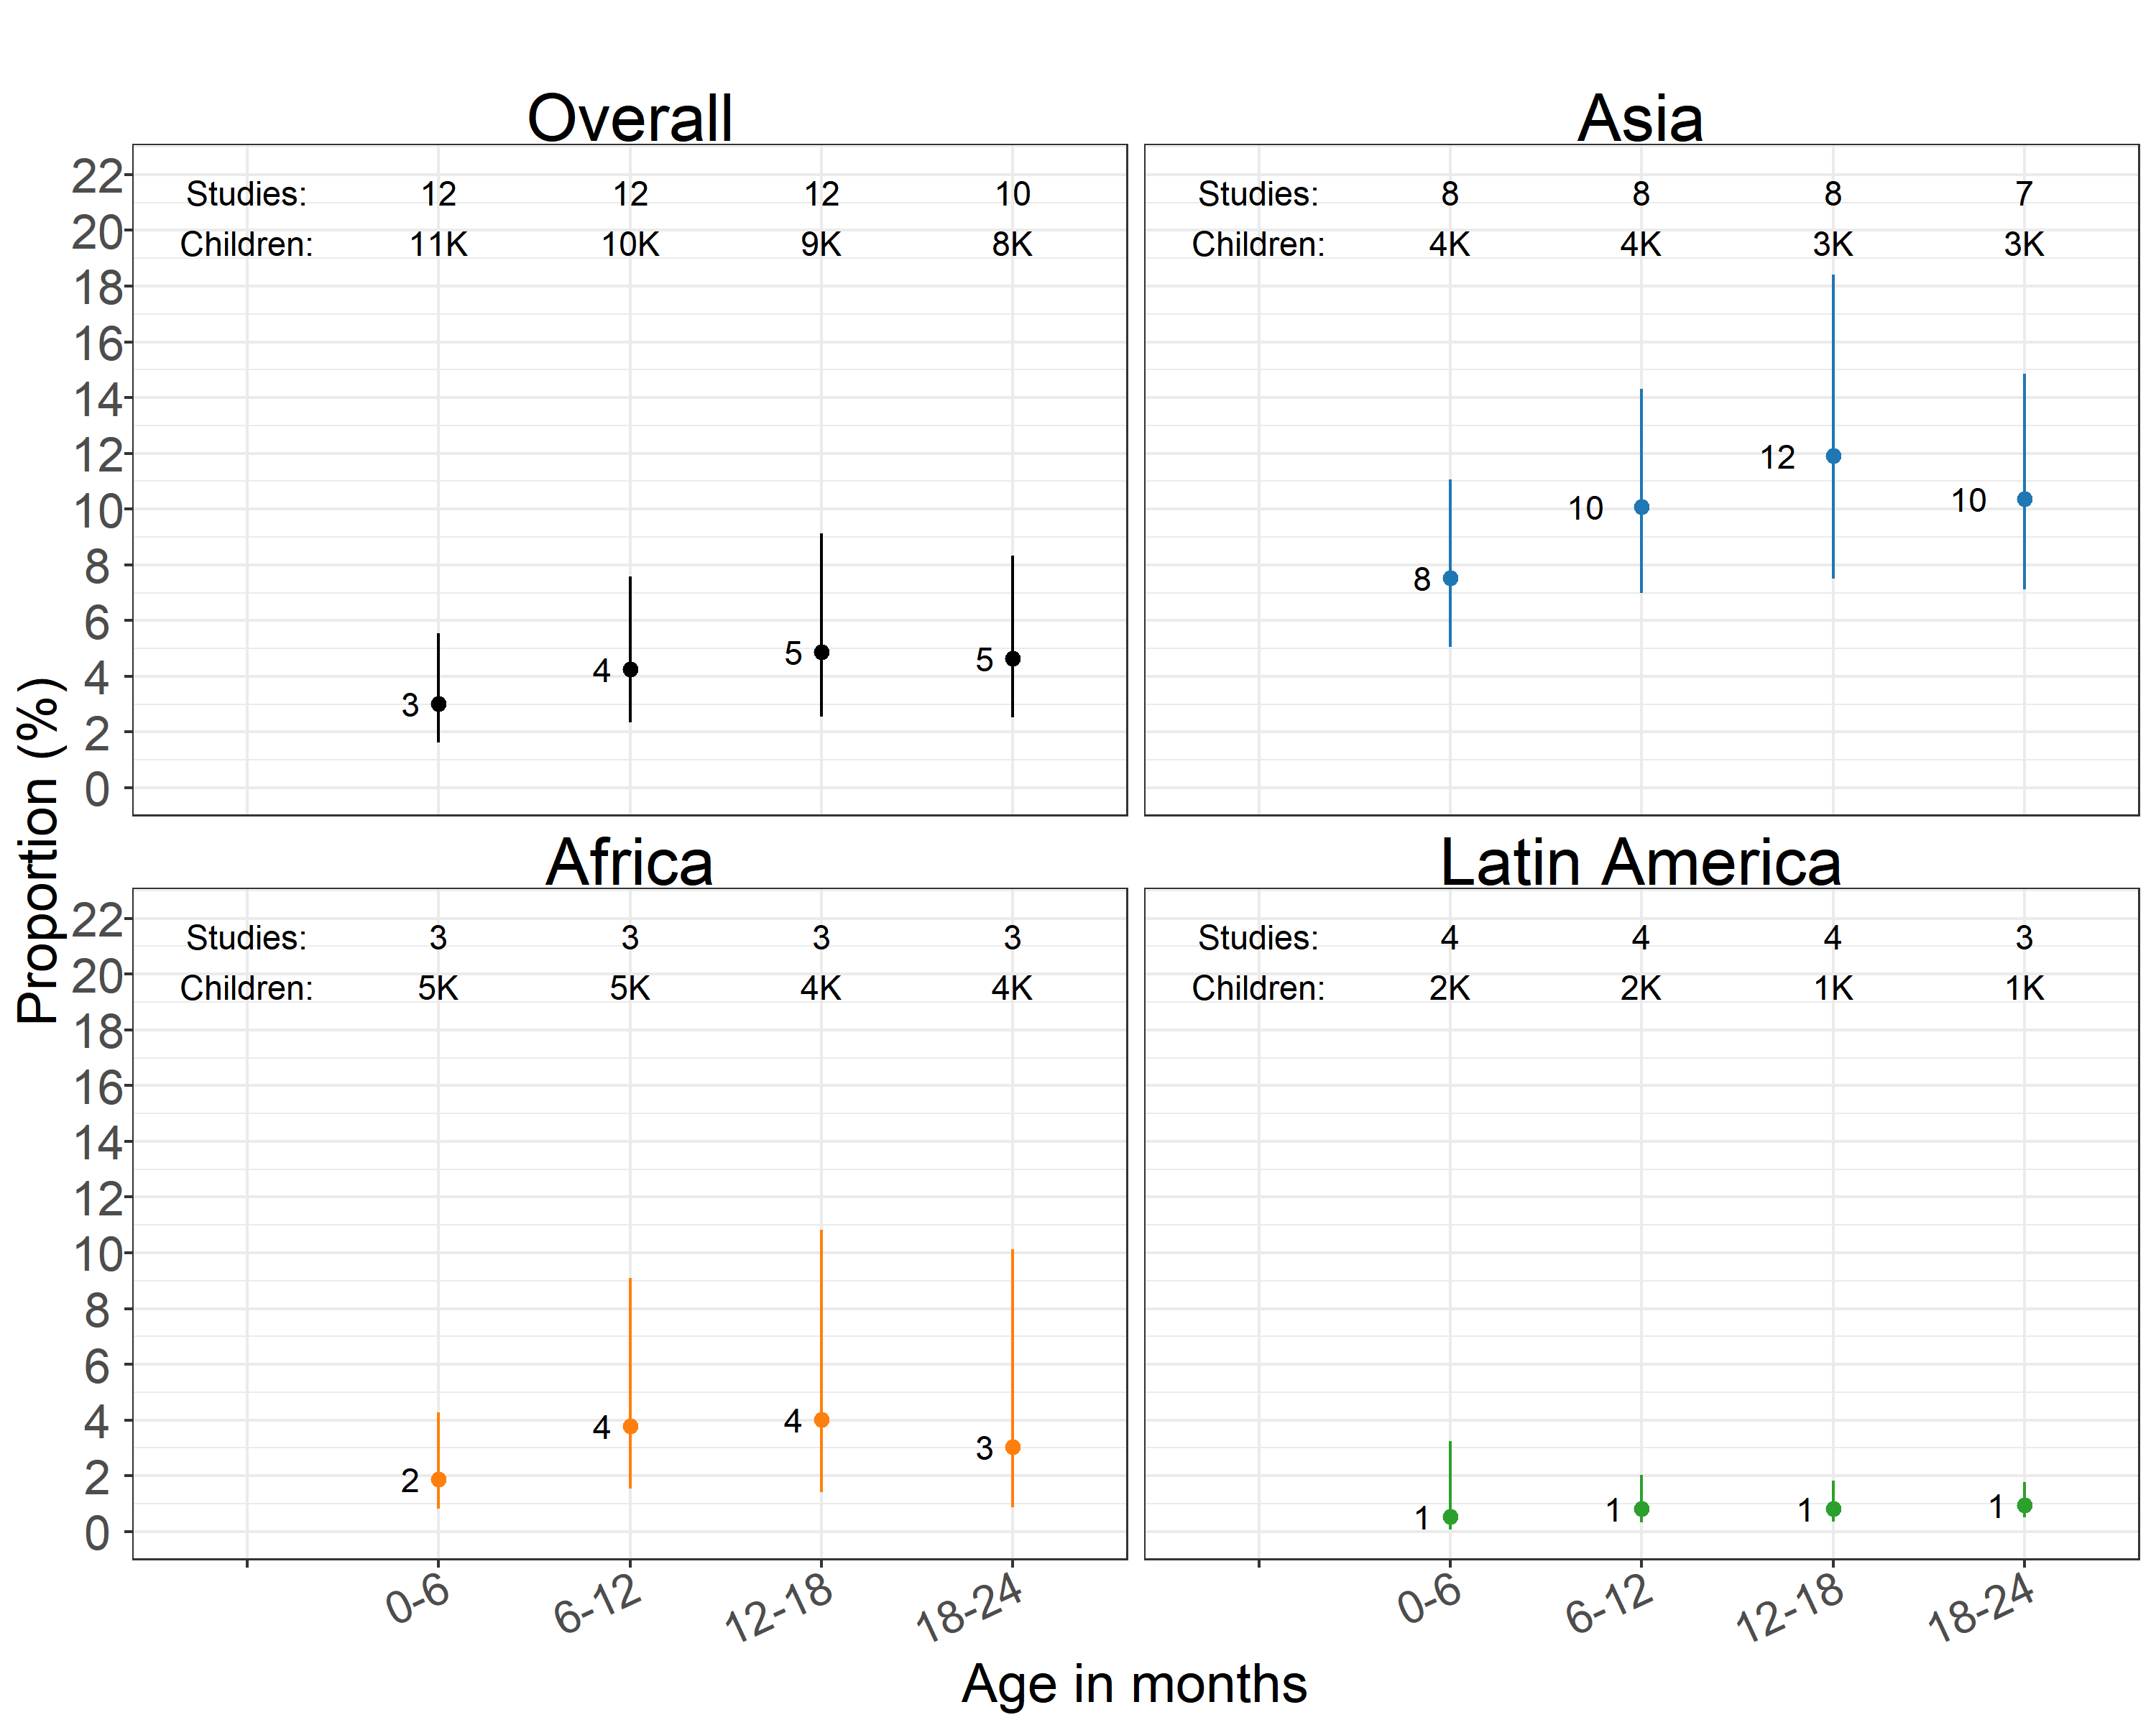 Overall
22
20
18
16
14
12
10
8
6
4
2
0
Studies: 12 12 12 10
Children: 11K 10K 9K 8K
3 4 5 5
Asia
Studies: 8 8 8 7
Children: 4K 4K 3K 3K
8 10 12 10
Proportion (%)
Africa
22
20
18
16
14
12
10
8
6
4
2
0
Studies: 3 3 3 3
Children: 5K 5K 4K 4K
2 4 4 3
0-6 6-12 12-18 18-24
Latin America
Studies: 4 4 4 3
Children: 2K 2K 1K 1K
1 1 1 1
0-6 6-12 12-18 18-24
Age in months